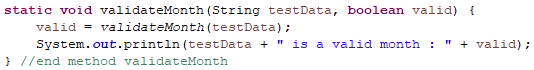 static void validateMonth(String testData, boolean valid) {
    valid = validateMonth(testData);
    System.out.println(testData + " is a valid month : " + valid);
} //end method validateMonth